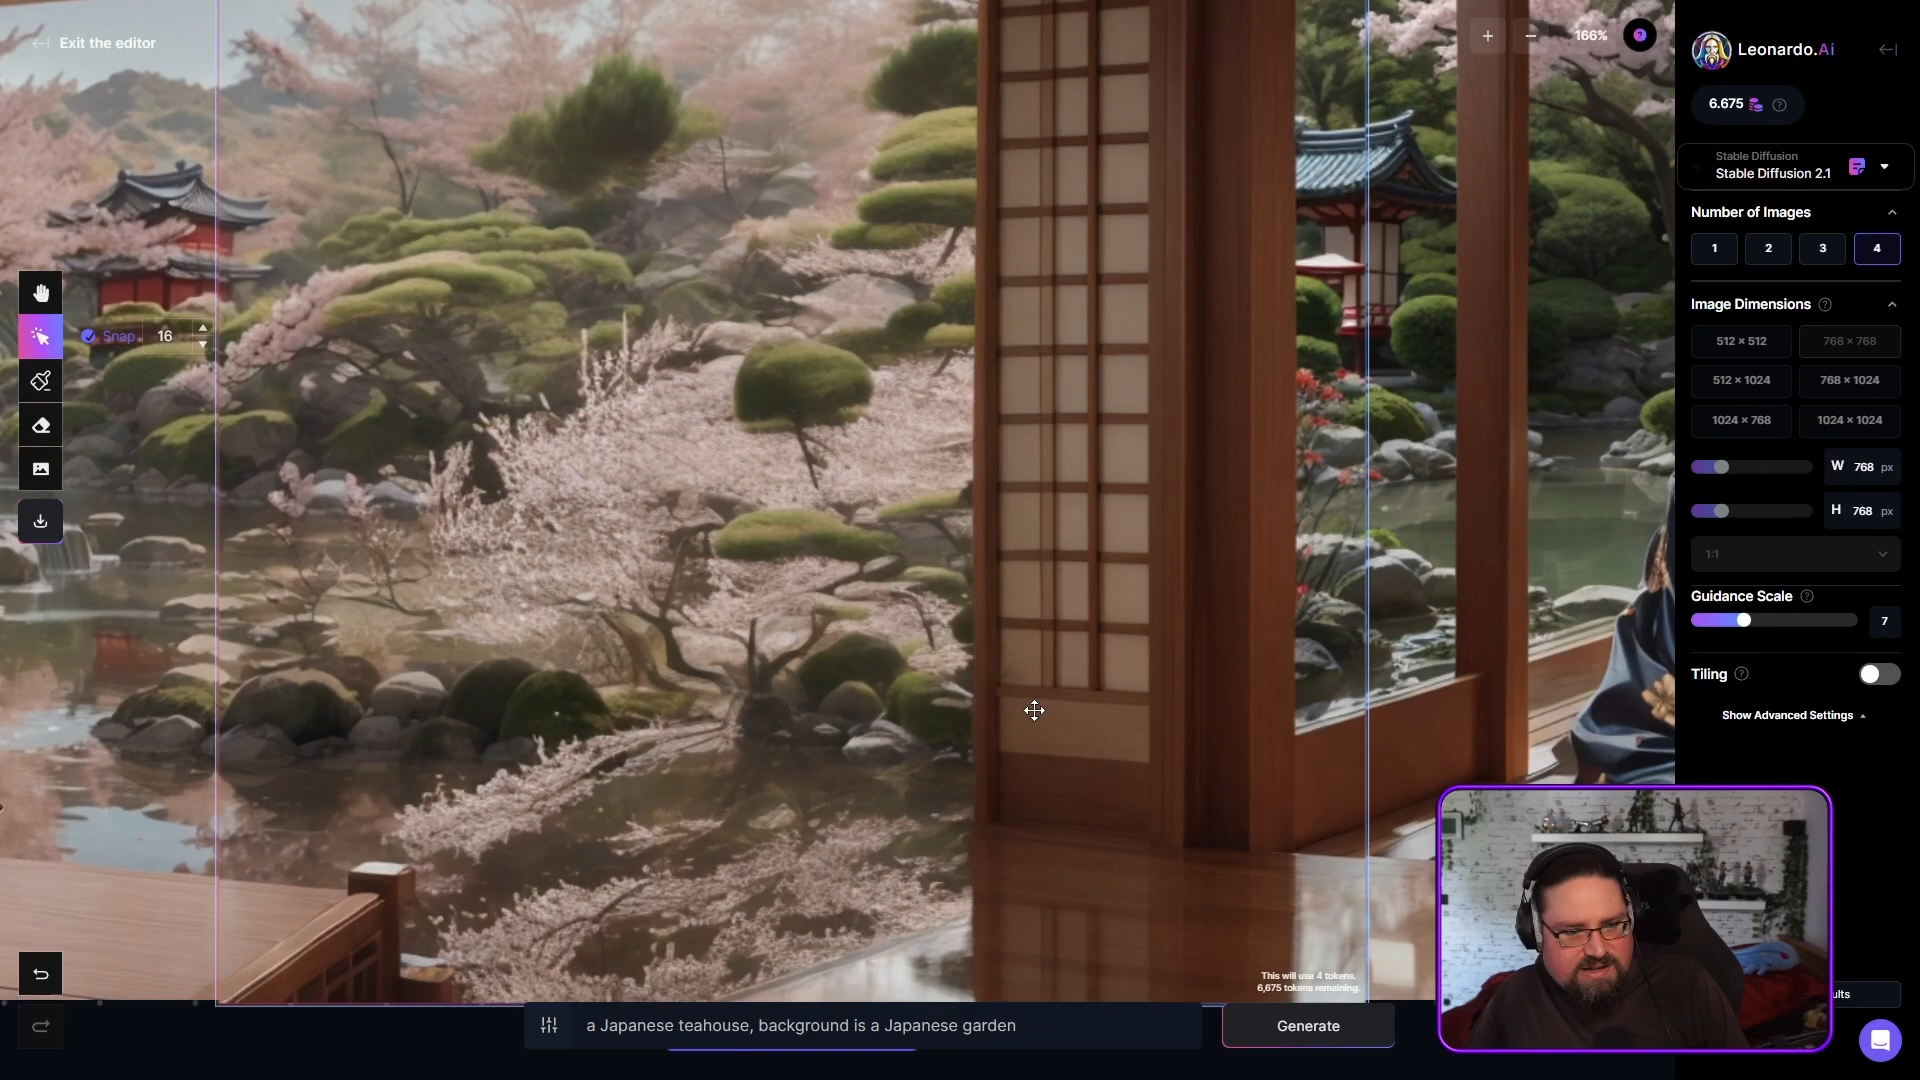 Exit the editor
166%
Leonardo.Ai
6.675
Stable Diffusion
Stable Diffusion 2.1
Number of Images
1 2 3 4
Image Dimensions
512 × 512 768 × 768
512 × 1024 768 × 1024
1024 × 768 1024 × 1024
W 768 px
H 768 px
1:1
Guidance Scale
7
Tiling
Show Advanced Settings
Snap 16
This will use 4 tokens.
6,675 tokens remaining.
a Japanese teahouse, background is a Japanese garden
Generate